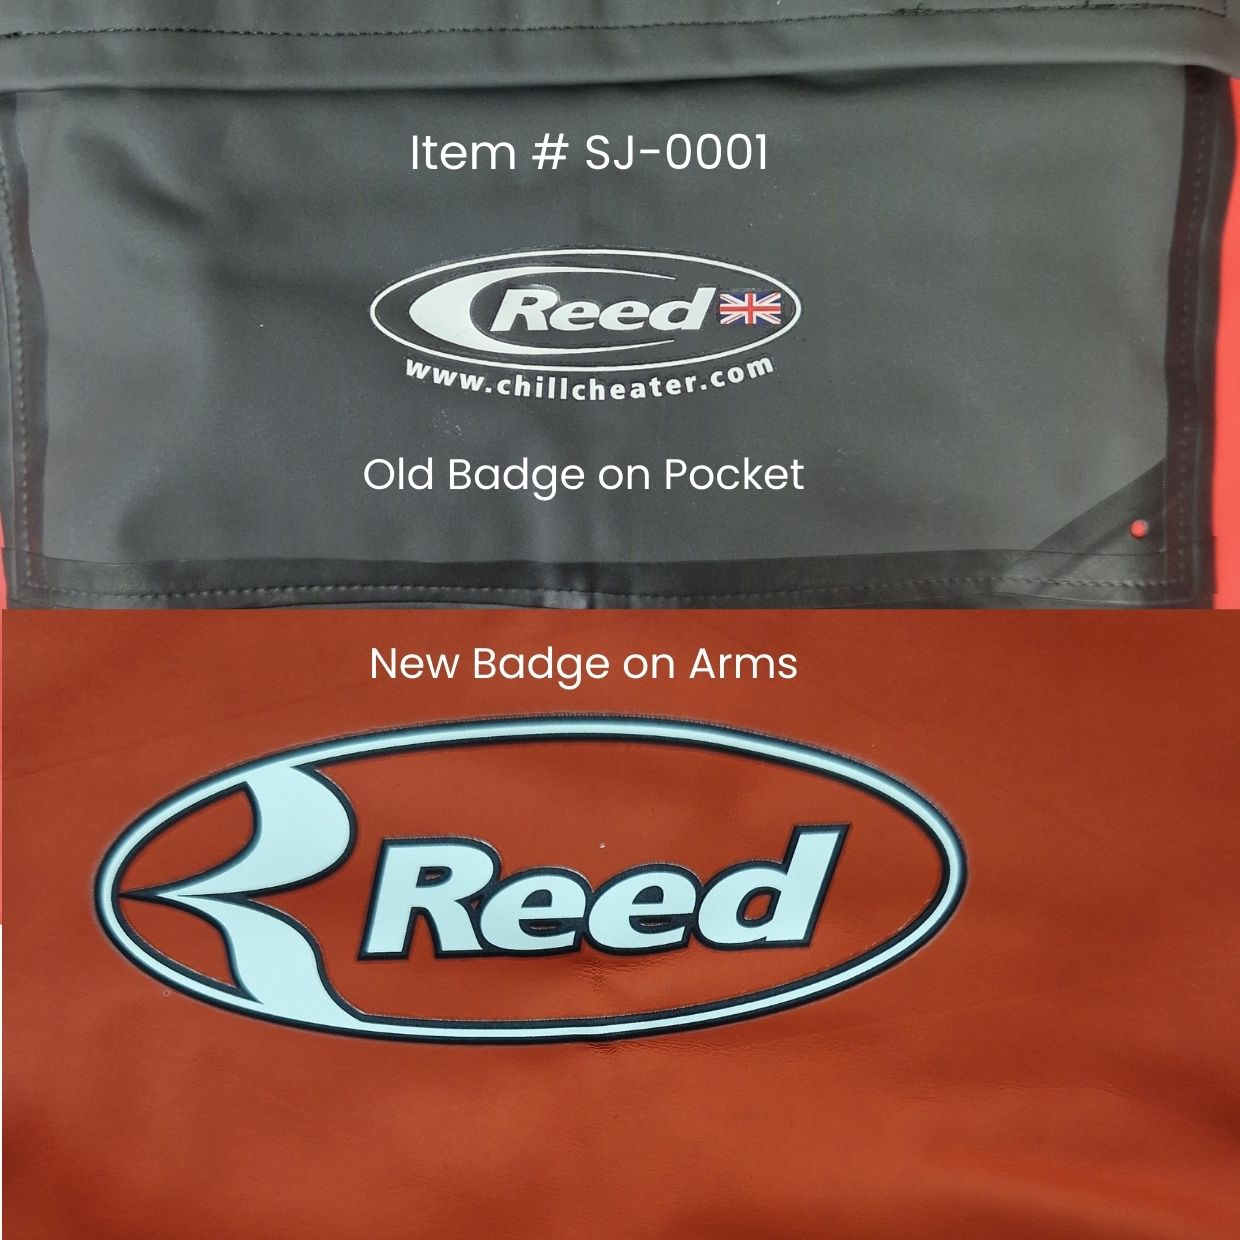 Item # SJ-0001
Reed
www.chillcheater.com
Old Badge on Pocket
New Badge on Arms
Reed